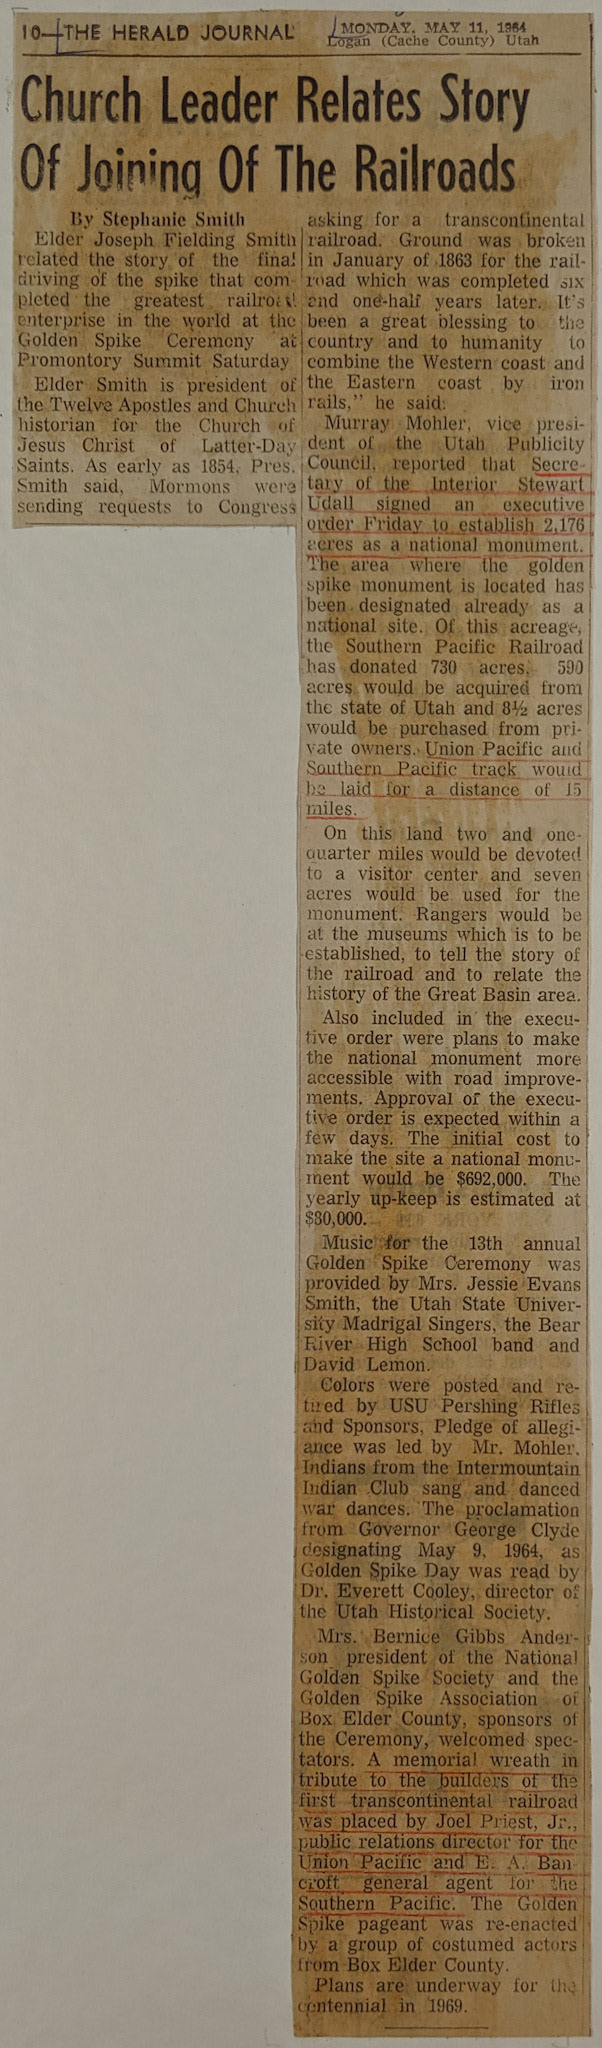 10—THE HERALD JOURNAL
MONDAY, MAY 11, 1964
Logan (Cache County) Utah
Church Leader Relates Story
Of Joining Of The Railroads
By Stephanie Smith
Elder Joseph Fielding Smith
related the story of the final
driving of the spike that com-
pleted the greatest railroad
enterprise in the world at the
Golden Spike Ceremony at
Promontory Summit Saturday
Elder Smith is president of
the Twelve Apostles and Church
historian for the Church of
Jesus Christ of Latter-Day
Saints. As early as 1854, Pres.
Smith said, Mormons were
sending requests to Congress
asking for a transcontinental
railroad. Ground was broken
in January of 1863 for the rail-
road which was completed six
and one-half years later. It's
been a great blessing to the
country and to humanity to
combine the Western coast and
the Eastern coast by iron
rails," he said.
Murray Mohler, vice presi-
dent of the Utah Publicity
Council, reported that Secre-
tary of the Interior Stewart
Udall signed an executive
order Friday to establish 2,176
acres as a national monument.
The area where the golden
spike monument is located has
been designated already as a
national site. Of this acreage,
the Southern Pacific Railroad
has donated 730 acres. 590
acres would be acquired from
the state of Utah and 8½ acres
would be purchased from pri-
vate owners. Union Pacific and
Southern Pacific track would
be laid for a distance of 15
miles.
On this land two and one-
quarter miles would be devoted
to a visitor center and seven
acres would be used for the
monument. Rangers would be
at the museums which is to be
established, to tell the story of
the railroad and to relate the
history of the Great Basin area.
Also included in the execu-
tive order were plans to make
the national monument more
accessible with road improve-
ments. Approval of the execu-
tive order is expected within a
few days. The initial cost to
make the site a national monu-
ment would be $692,000. The
yearly up-keep is estimated at
$80,000.
Music for the 13th annual
Golden Spike Ceremony was
provided by Mrs. Jessie Evans
Smith, the Utah State Univer-
sity Madrigal Singers, the Bear
River High School band and
David Lemon.
Colors were posted and re-
tired by USU Pershing Rifles
and Sponsors, Pledge of allegi-
ance was led by Mr. Mohler.
Indians from the Intermountain
Indian Club sang and danced
war dances. The proclamation
from Governor George Clyde
designating May 9, 1964, as
Golden Spike Day was read by
Dr. Everett Cooley, director of
the Utah Historical Society.
Mrs. Bernice Gibbs Ander-
son president of the National
Golden Spike Society and the
Golden Spike Association of
Box Elder County, sponsors of
the Ceremony, welcomed spec-
tators. A memorial wreath in
tribute to the builders of the
first transcontinental railroad
was placed by Joel Priest, Jr.,
public relations director for the
Union Pacific and E. A. Ban-
croft general agent for the
Southern Pacific. The Golden
Spike pageant was re-enacted
by a group of costumed actors
from Box Elder County.
Plans are underway for the
centennial in 1969.